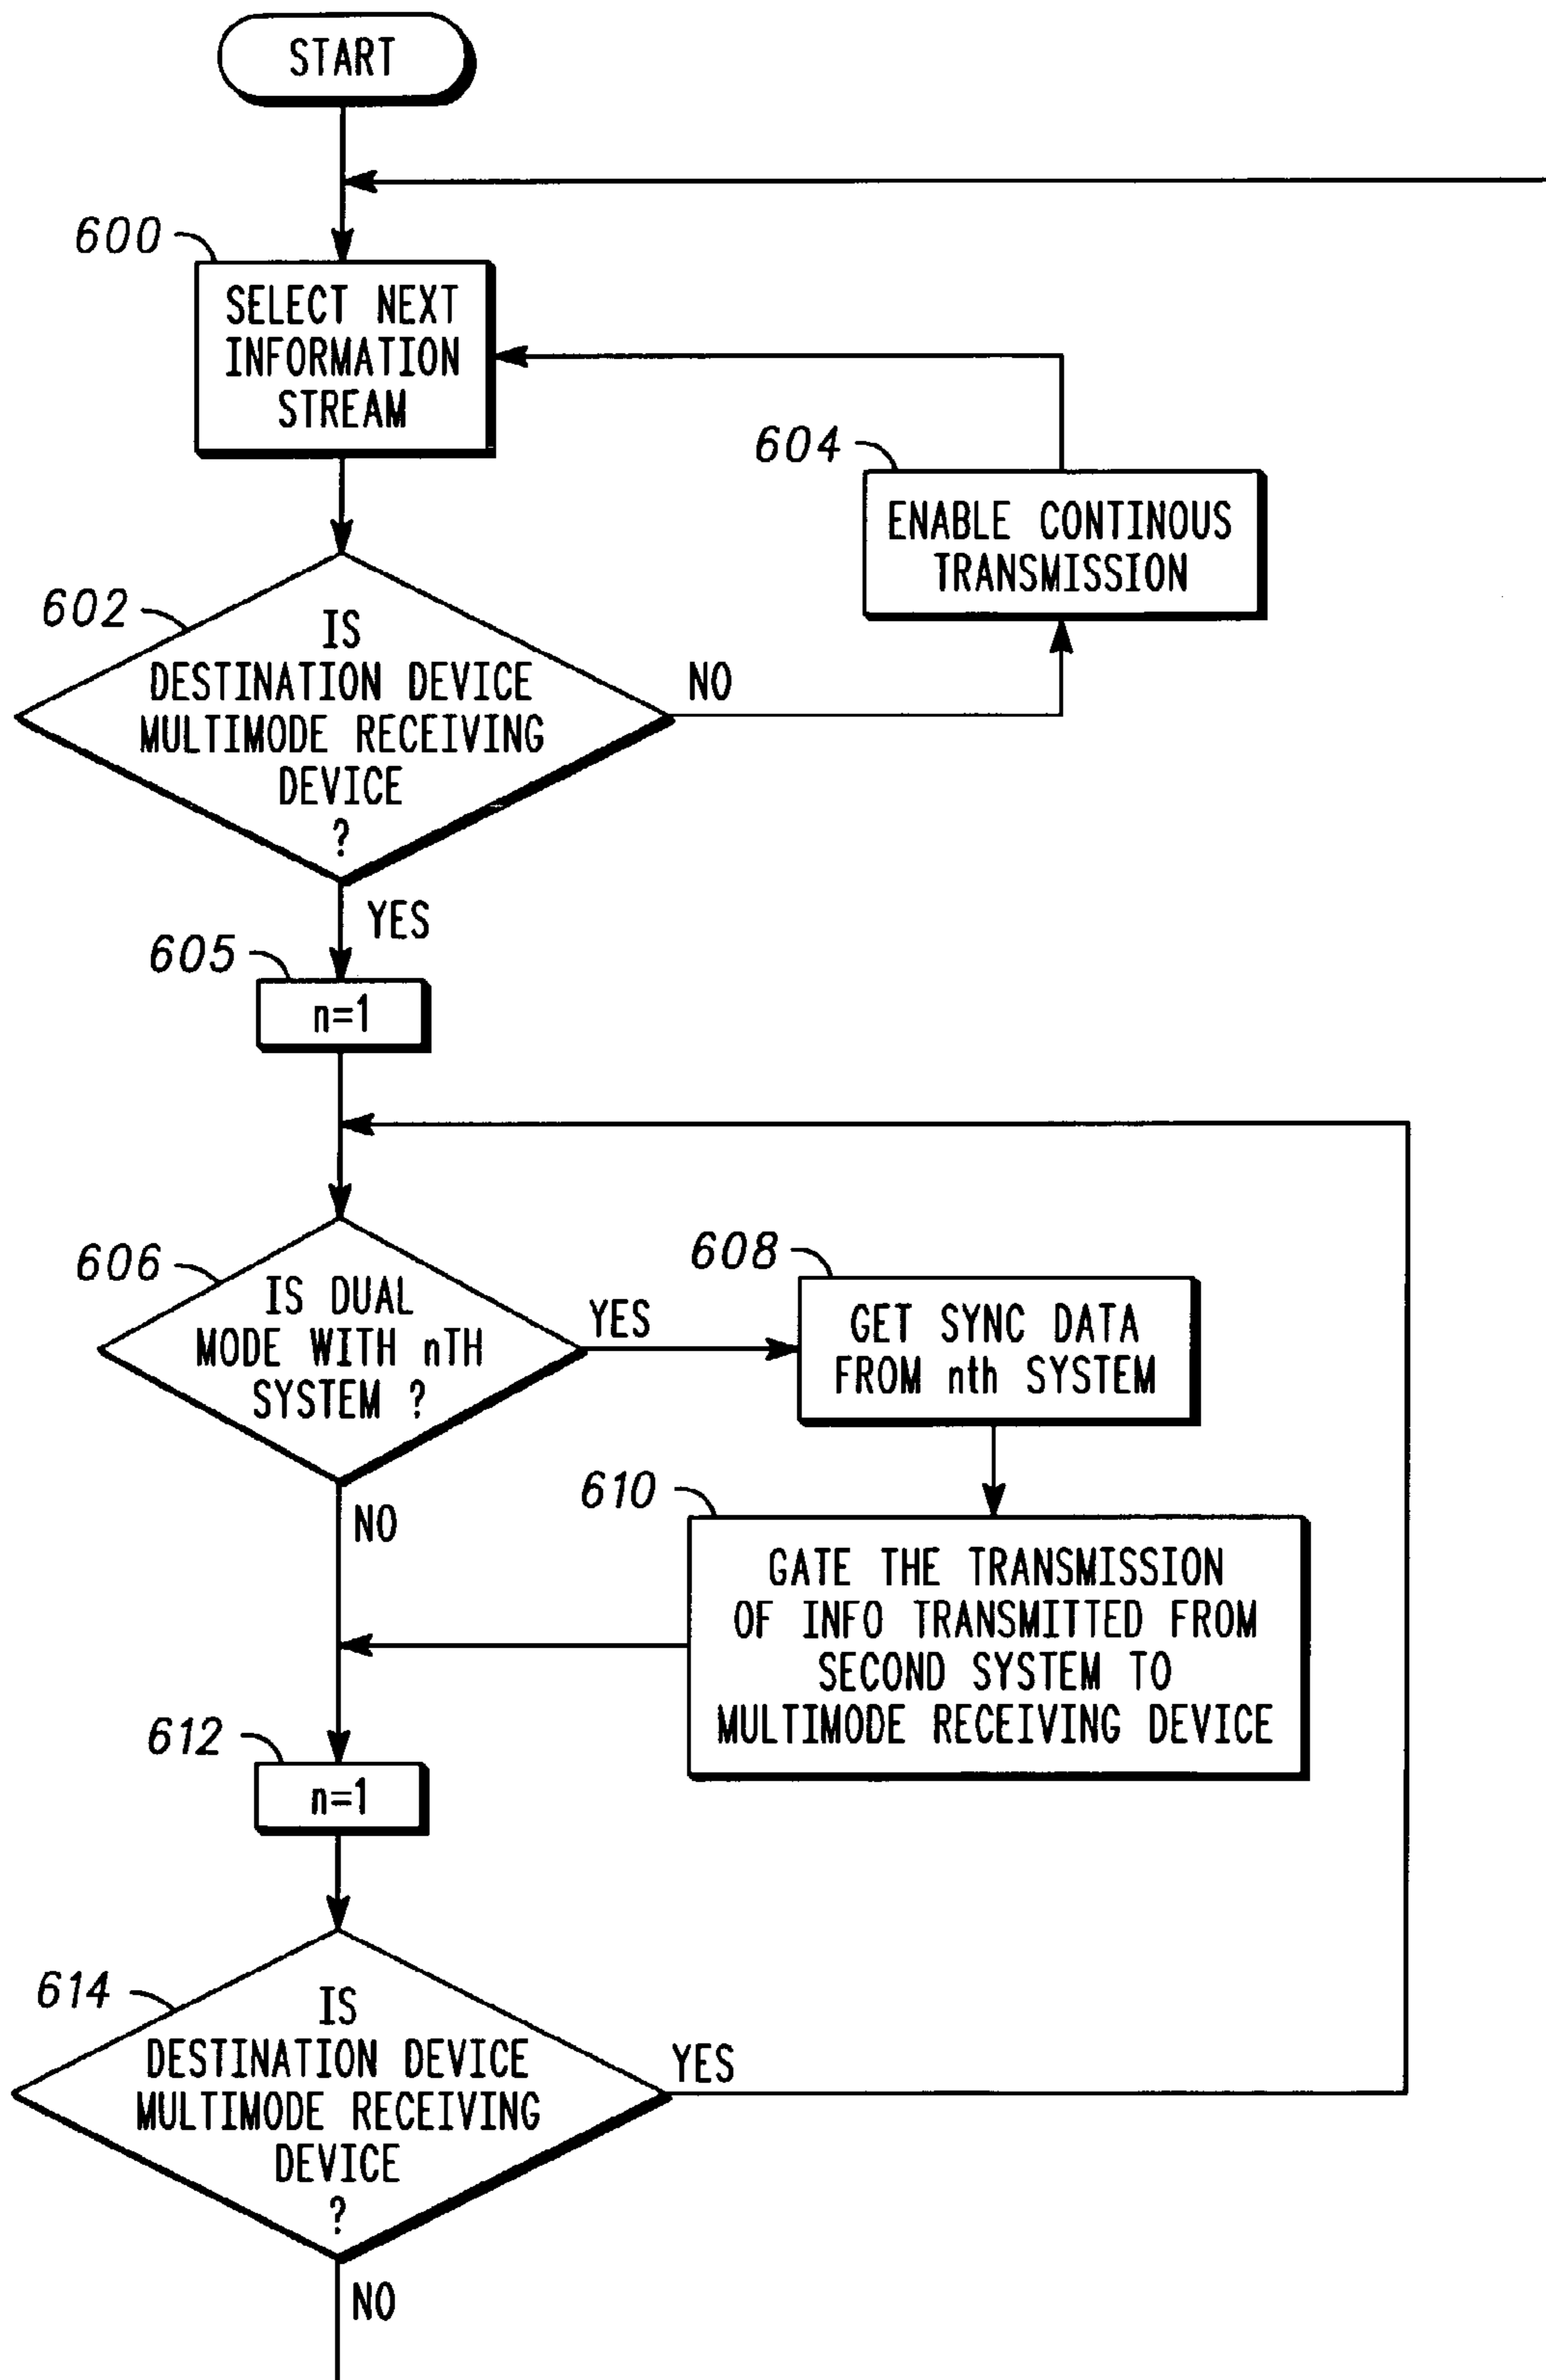 START
600
SELECT NEXT
INFORMATION
STREAM
604
ENABLE CONTINOUS
TRANSMISSION
602
IS
DESTINATION DEVICE
MULTIMODE RECEIVING
DEVICE
?
NO
YES
605
n=1
606
IS DUAL
MODE WITH nTH
SYSTEM ?
YES
608
GET SYNC DATA
FROM nth SYSTEM
NO
610
GATE THE TRANSMISSION
OF INFO TRANSMITTED FROM
SECOND SYSTEM TO
MULTIMODE RECEIVING DEVICE
612
n=1
614
IS
DESTINATION DEVICE
MULTIMODE RECEIVING
DEVICE
?
YES
NO